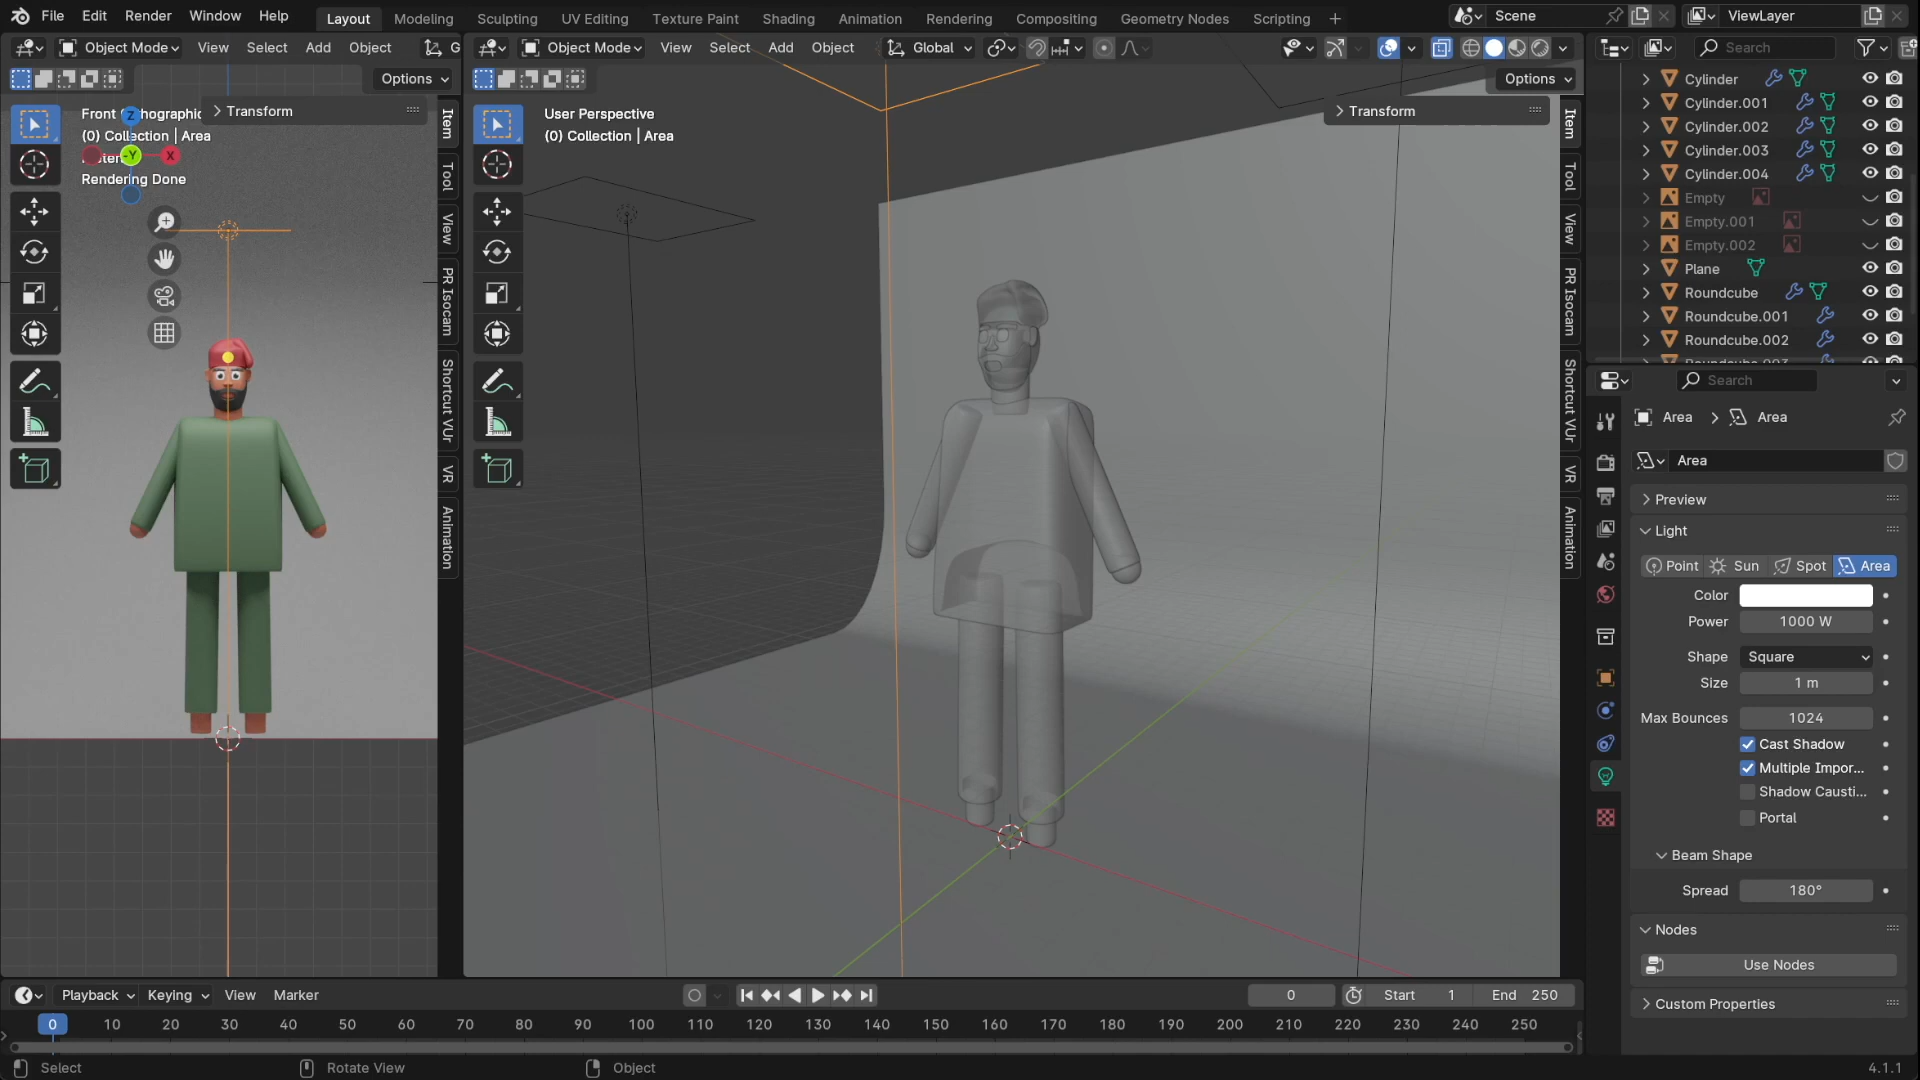 File Edit Render Window Help Layout Modeling Sculpting UV Editing Texture Paint Shading Animation Rendering Compositing Geometry Nodes Scripting + Scene ViewLayer
Object Mode View Select Add Object G Object Mode View Select Add Object Global Search
Options Options
Front
(0) Collection | Area
Rendering Done
Transform
Z
-Y
X
Item
Tool
View
PR Isocam
Shortcut VUr
VR
Animation
User Perspective
(0) Collection | Area
Transform
Item
Tool
View
PR Isocam
Shortcut VUr
VR
Animation
Cylinder
Cylinder.001
Cylinder.002
Cylinder.003
Cylinder.004
Empty
Empty.001
Empty.002
Plane
Roundcube
Roundcube.001
Roundcube.002
Search
Area > Area
Area
Preview
Light
Point Sun Spot Area
Color
Power 1000 W
Shape Square
Size 1 m
Max Bounces 1024
Cast Shadow
Multiple Impor...
Shadow Causti...
Portal
Beam Shape
Spread 180°
Nodes
Use Nodes
Custom Properties
Playback Keying View Marker 0 Start 1 End 250
0 10 20 30 40 50 60 70 80 90 100 110 120 130 140 150 160 170 180 190 200 210 220 230 240 250
Select Rotate View Object 4.1.1